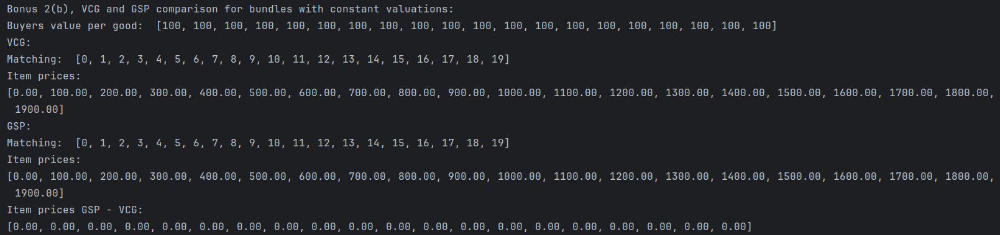 Bonus 2(b), VCG and GSP comparison for bundles with constant valuations:
Buyers value per good:  [100, 100, 100, 100, 100, 100, 100, 100, 100, 100, 100, 100, 100, 100, 100, 100, 100, 100, 100, 100]
VCG:
Matching:  [0, 1, 2, 3, 4, 5, 6, 7, 8, 9, 10, 11, 12, 13, 14, 15, 16, 17, 18, 19]
Item prices:
[0.00, 100.00, 200.00, 300.00, 400.00, 500.00, 600.00, 700.00, 800.00, 900.00, 1000.00, 1100.00, 1200.00, 1300.00, 1400.00, 1500.00, 1600.00, 1700.00, 1800.00,
1900.00]
GSP:
Matching:  [0, 1, 2, 3, 4, 5, 6, 7, 8, 9, 10, 11, 12, 13, 14, 15, 16, 17, 18, 19]
Item prices:
[0.00, 100.00, 200.00, 300.00, 400.00, 500.00, 600.00, 700.00, 800.00, 900.00, 1000.00, 1100.00, 1200.00, 1300.00, 1400.00, 1500.00, 1600.00, 1700.00, 1800.00,
1900.00]
Item prices GSP - VCG:
[0.00, 0.00, 0.00, 0.00, 0.00, 0.00, 0.00, 0.00, 0.00, 0.00, 0.00, 0.00, 0.00, 0.00, 0.00, 0.00, 0.00, 0.00, 0.00, 0.00]